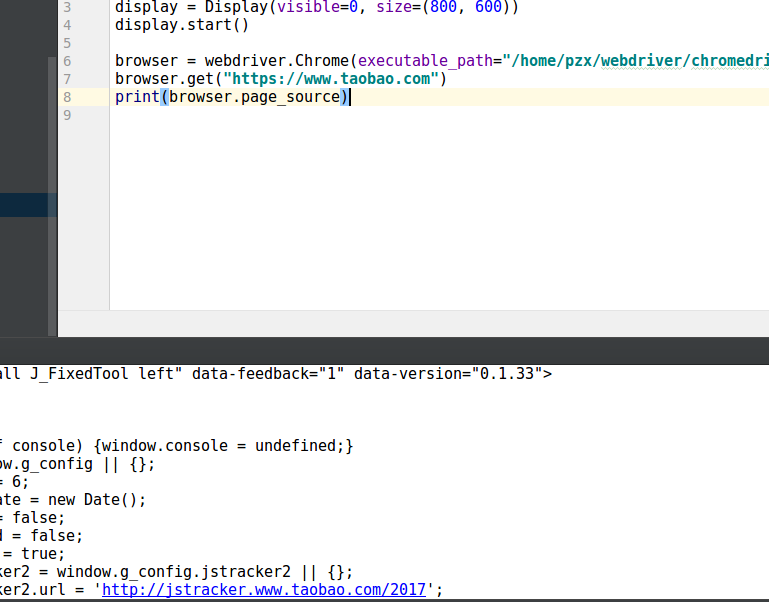 3 display = Display(visible=0, size=(800, 600))
4 display.start()
5
6 browser = webdriver.Chrome(executable_path="/home/pzx/webdriver/chromedri
7 browser.get("https://www.taobao.com")
8 print(browser.page_source)
9
all J_FixedTool left" data-feedback="1" data-version="0.1.33">
f console) {window.console = undefined;}
ow.g_config || {};
= 6;
ate = new Date();
= false;
d = false;
= true;
ker2 = window.g_config.jstracker2 || {};
ker2.url = 'http://jstracker.www.taobao.com/2017';